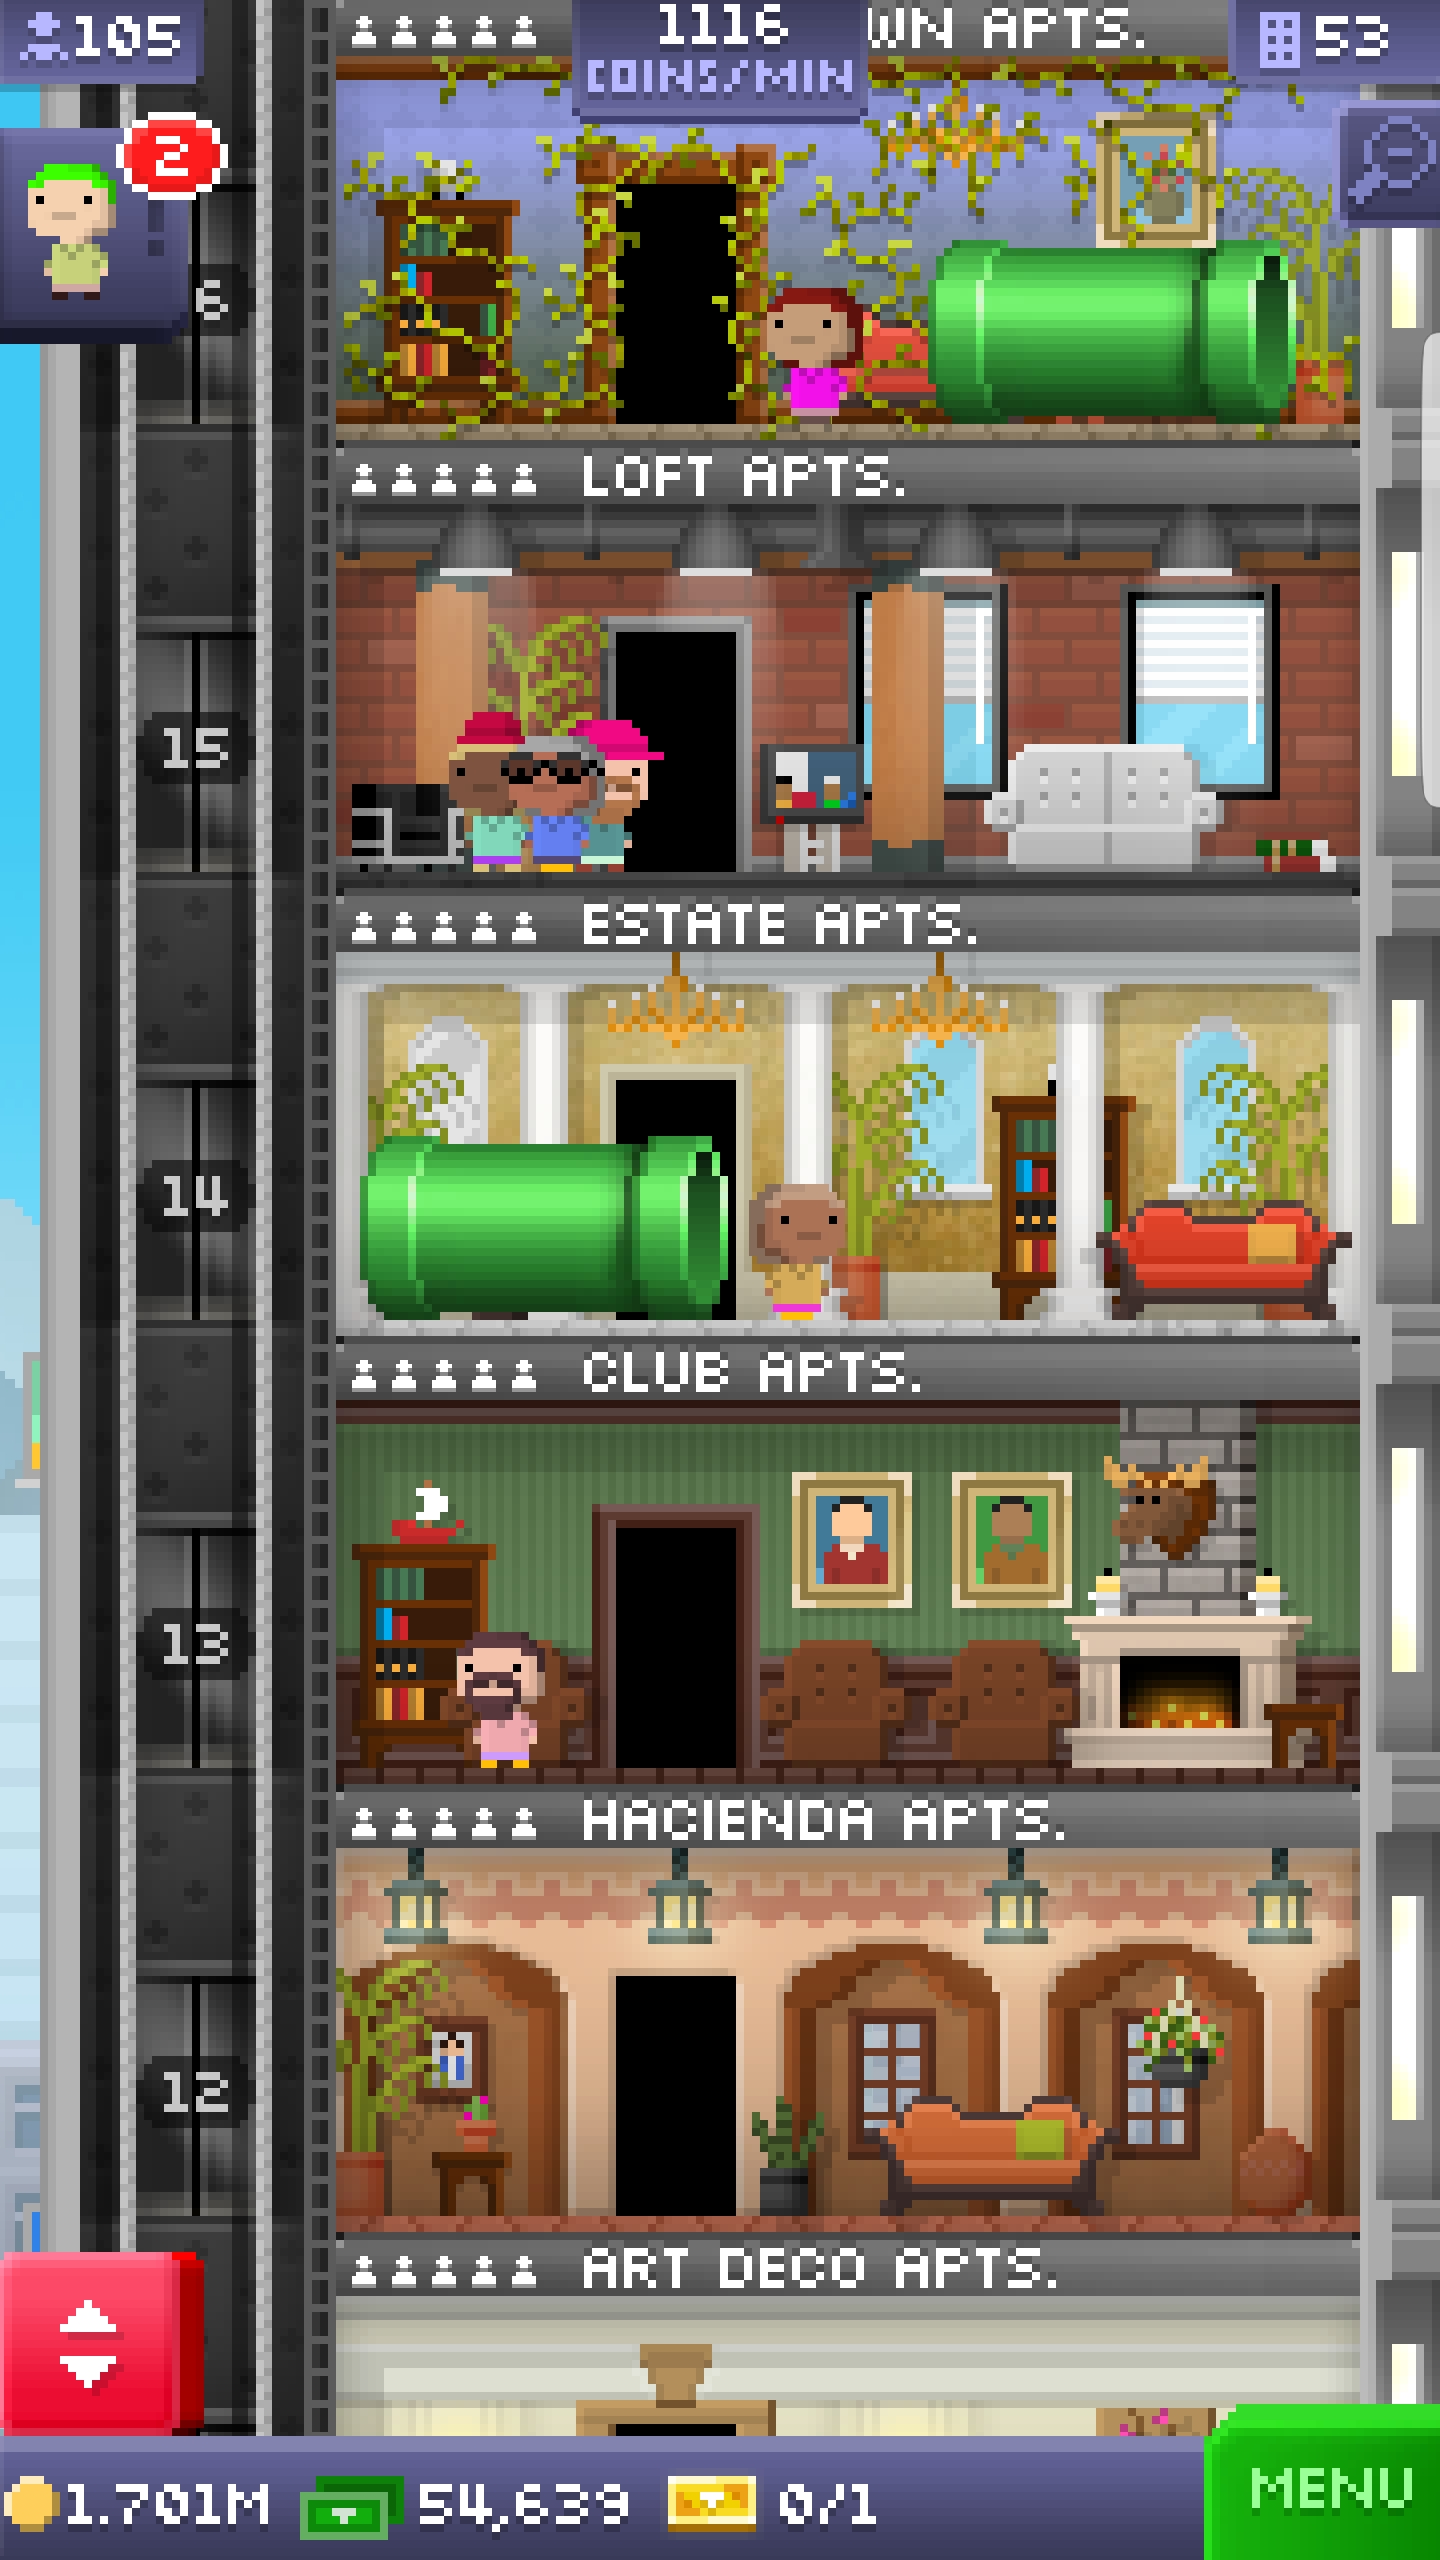 105
1116
COINS/MIN
WN APTS.
53
2
6
LOFT APTS.
15
ESTATE APTS.
14
CLUB APTS.
13
HACIENDA APTS.
12
ART DECO APTS.
1.701M
54,639
0/1
MENU